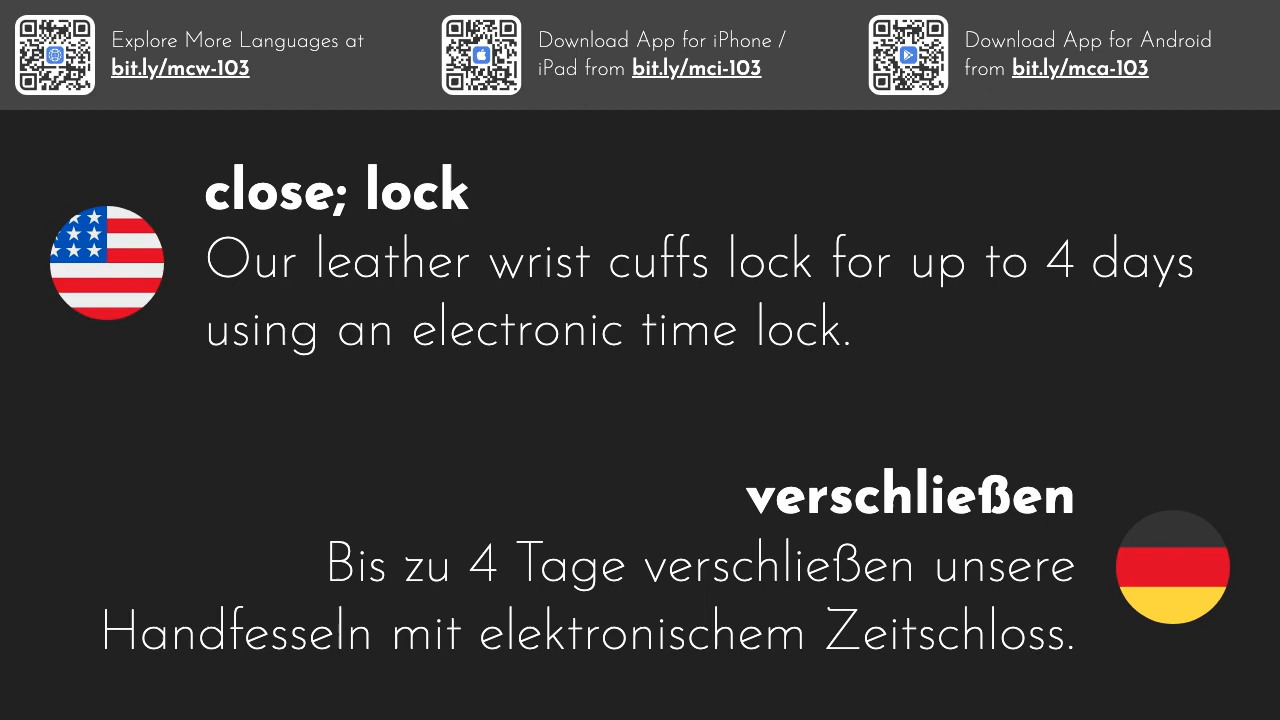 Explore More Languages at
bit.ly/mcw-103
Download App for iPhone /
iPad from bit.ly/mci-103
Download App for Android
from bit.ly/mca-103
close; lock
Our leather wrist cuffs lock for up to 4 days
using an electronic time lock.
verschließen
Bis zu 4 Tage verschließen unsere
Handfesseln mit elektronischem Zeitschloss.